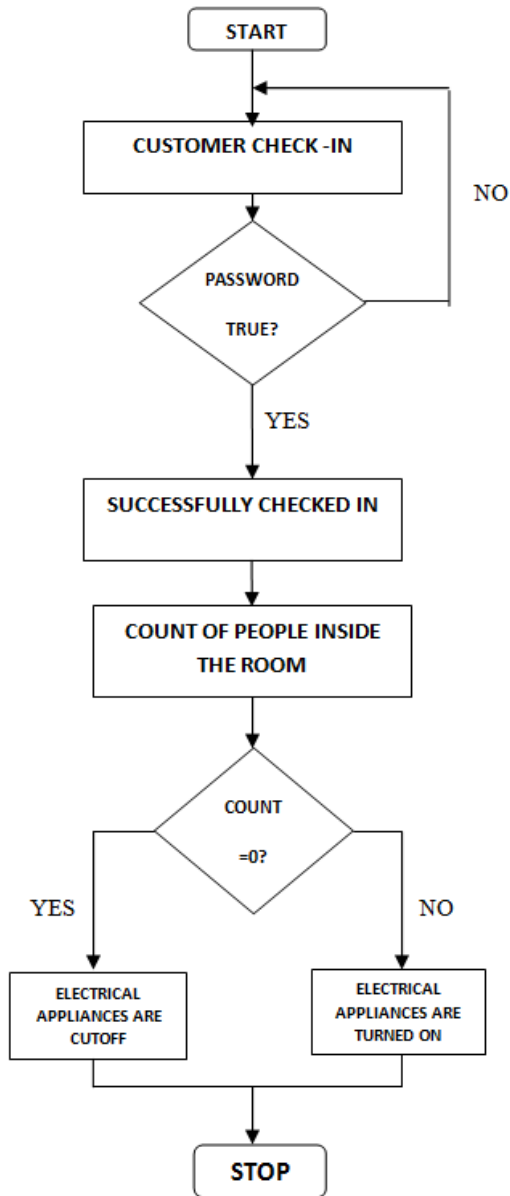 START
CUSTOMER CHECK -IN
NO
PASSWORD
TRUE?
YES
SUCCESSFULLY CHECKED IN
COUNT OF PEOPLE INSIDE
THE ROOM
COUNT
=0?
YES
NO
ELECTRICAL
APPLIANCES ARE
CUTOFF
ELECTRICAL
APPLIANCES ARE
TURNED ON
STOP